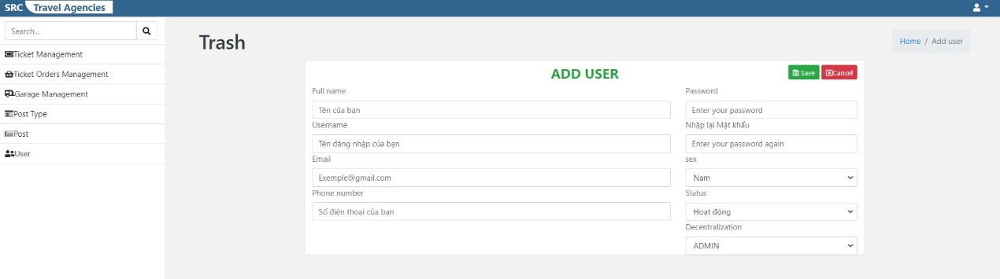 SRC Travel Agencies
Search...
Ticket Management
Ticket Orders Management
Garage Management
Post Type
Post
User
Trash
Home / Add user
ADD USER
Save
Cancel
Full name
Tên của bạn
Username
Tên đăng nhập của bạn
Email
Exemple@gmail.com
Phone number
Số điện thoại của bạn
Password
Enter your password
Nhập lại Mật khẩu
Enter your password again
sex
Nam
Status
Hoạt động
Decentralization
ADMIN